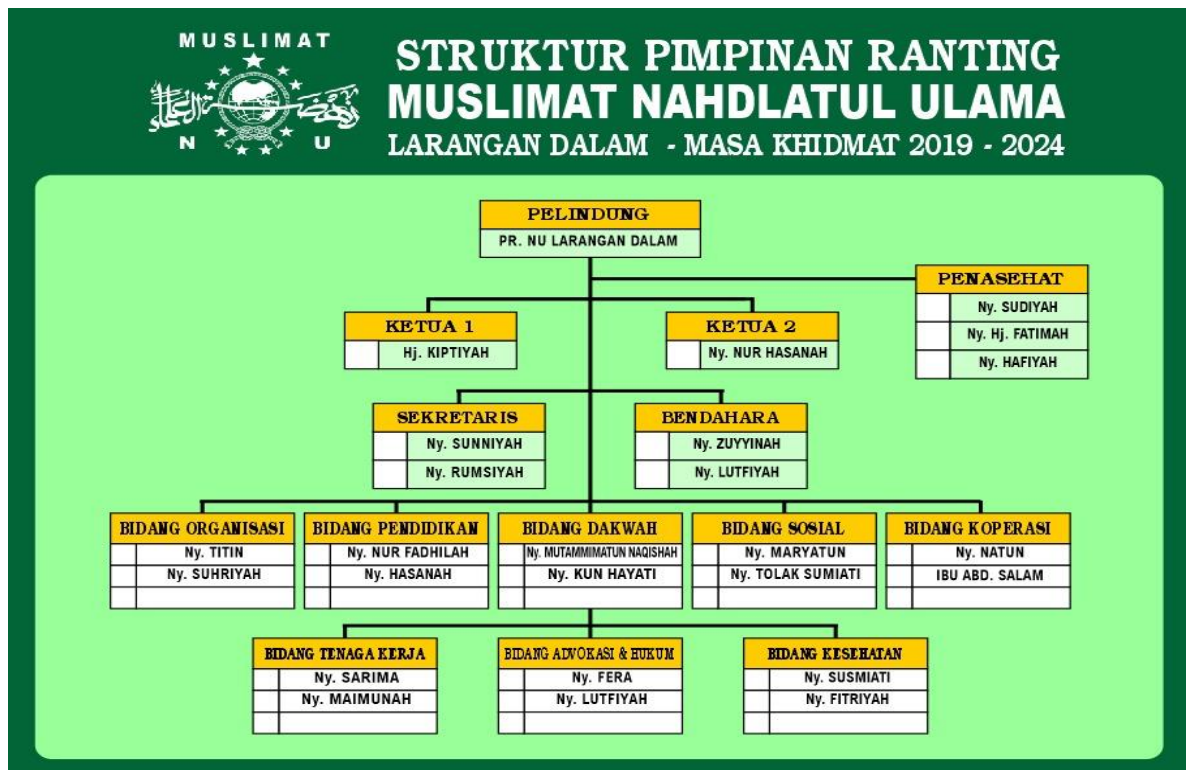 MUSLIMAT
N U
STRUKTUR PIMPINAN RANTING
MUSLIMAT NAHDLATUL ULAMA
LARANGAN DALAM - MASA KHIDMAT 2019 - 2024
PELINDUNG
PR. NU LARANGAN DALAM
PENASEHAT
Ny. SUDIYAH
Ny. Hj. FATIMAH
Ny. HAFIYAH
KETUA 1
Hj. KIPTIYAH
KETUA 2
Ny. NUR HASANAH
SEKRETARIS
Ny. SUNNIYAH
Ny. RUMSIYAH
BENDAHARA
Ny. ZUYYINAH
Ny. LUTFIYAH
BIDANG ORGANISASI
Ny. TITIN
Ny. SUHRIYAH
BIDANG PENDIDIKAN
Ny. NUR FADHILAH
Ny. HASANAH
BIDANG DAKWAH
Ny. MUTAMMIMATUN NAQISHAH
Ny. KUN HAYATI
BIDANG SOSIAL
Ny. MARYATUN
Ny. TOLAK SUMIATI
BIDANG KOPERASI
Ny. NATUN
IBU ABD. SALAM
BIDANG TENAGA KERJA
Ny. SARIMA
Ny. MAIMUNAH
BIDANG ADVOKASI & HUKUM
Ny. FERA
Ny. LUTFIYAH
BIDANG KESEHATAN
Ny. SUSMIATI
Ny. FITRIYAH